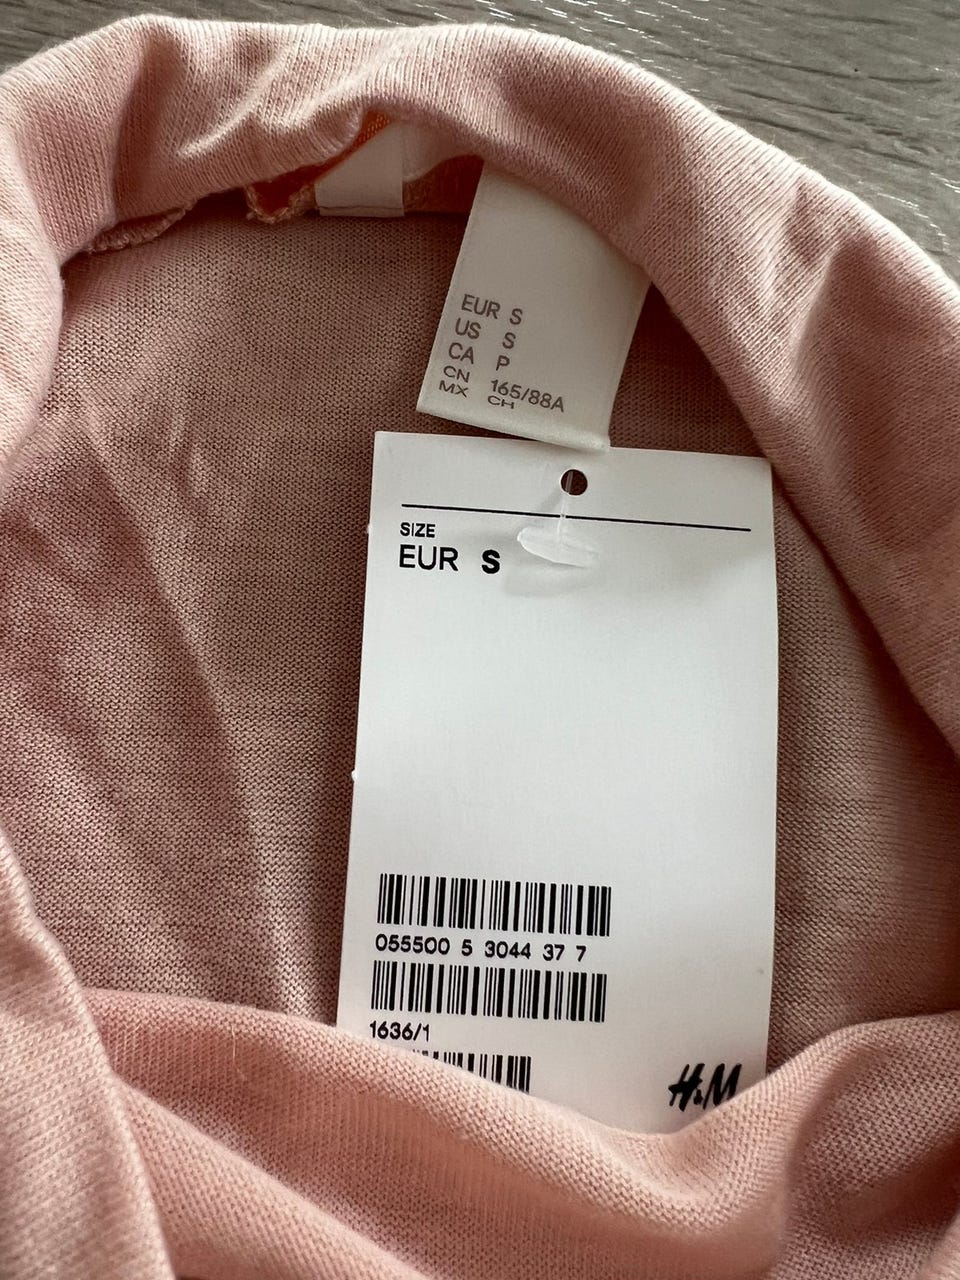 EUR S
US S
CA P
CN 165/88A
MX CH
SIZE
EUR S
055500 5 3044 37 7
1636/1
H&M